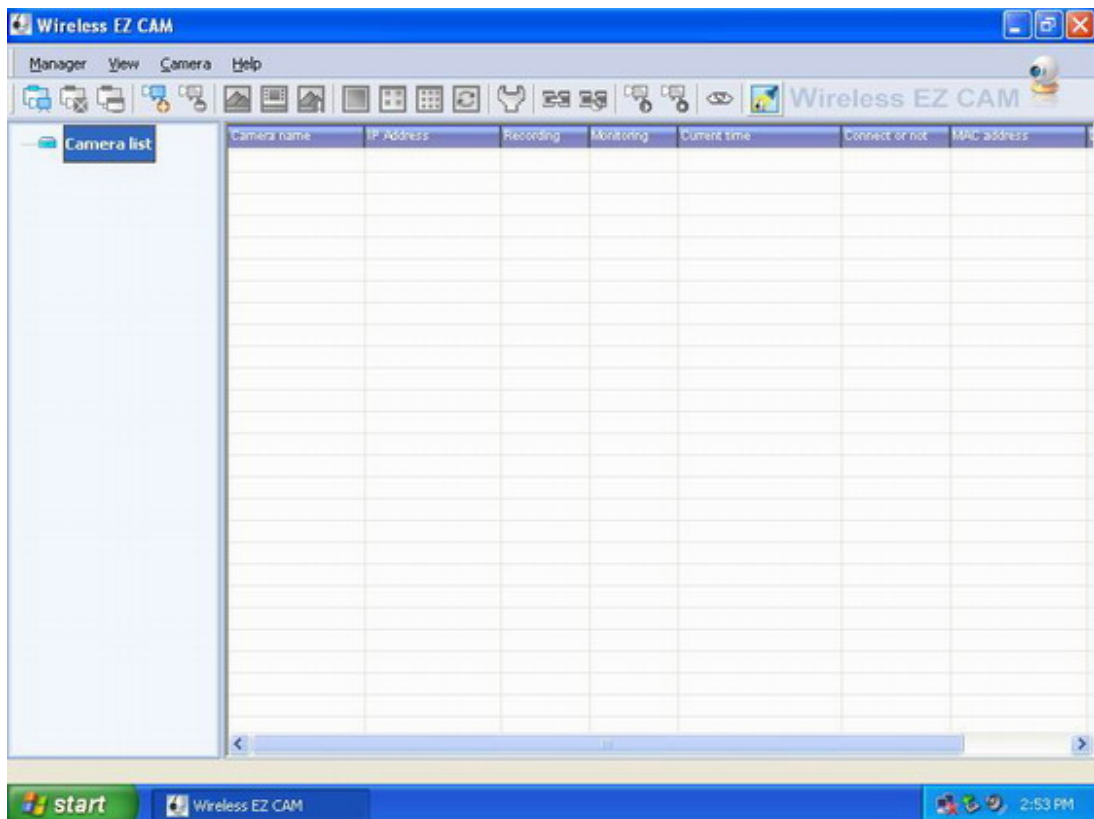 Wireless EZ CAM
Manager View Camera Help
Wireless EZ CAM
Camera list
Camera name IP Address Recording Monitoring Current time Connect or not MAC address
start Wireless EZ CAM 2:53 PM